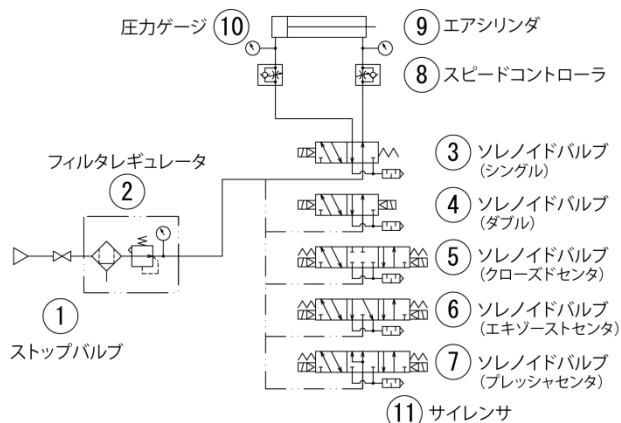 圧力ゲージ 10
9 エアシリンダ
8 スピードコントローラ
3 ソレノイドバルブ
(シングル)
フィルタレギュレータ
2
4 ソレノイドバルブ
(ダブル)
5 ソレノイドバルブ
(クローズドセンタ)
1
ストップバルブ
6 ソレノイドバルブ
(エキゾーストセンタ)
7 ソレノイドバルブ
(プレッシャセンタ)
11 サイレンサ